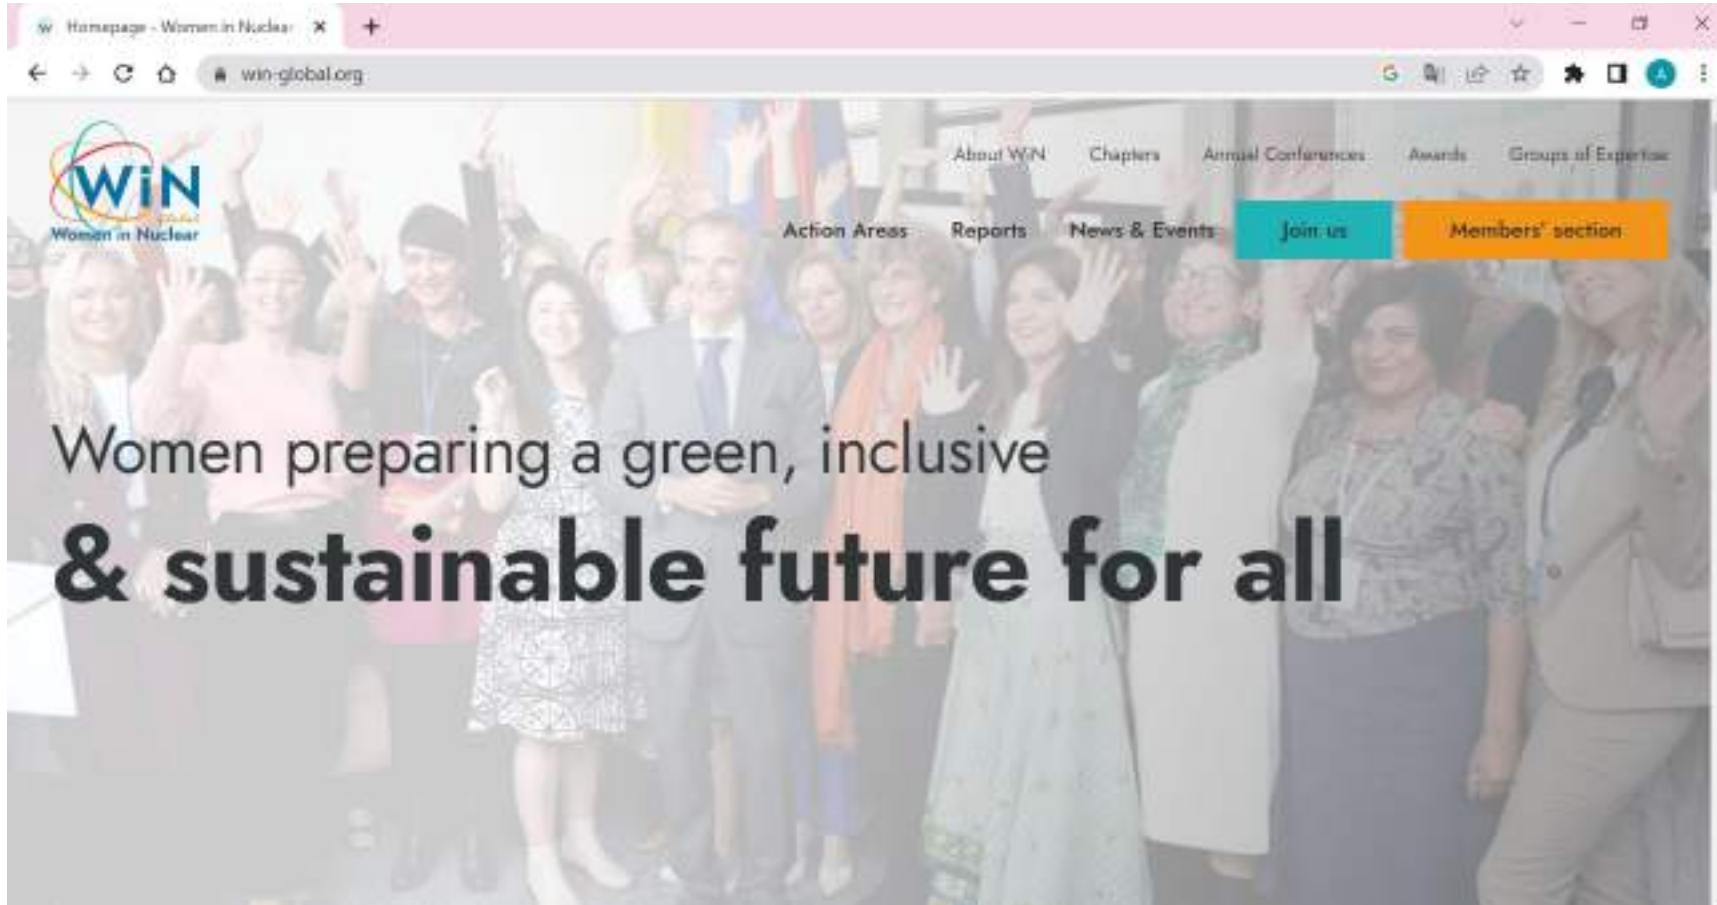 Homepage - Women in Nuclear
win-global.org
WiN
Global
Women in Nuclear
About WiN Chapters Annual Conferences Awards Groups of Expertise
Action Areas Reports News & Events Join us Members' section
Women preparing a green, inclusive
& sustainable future for all